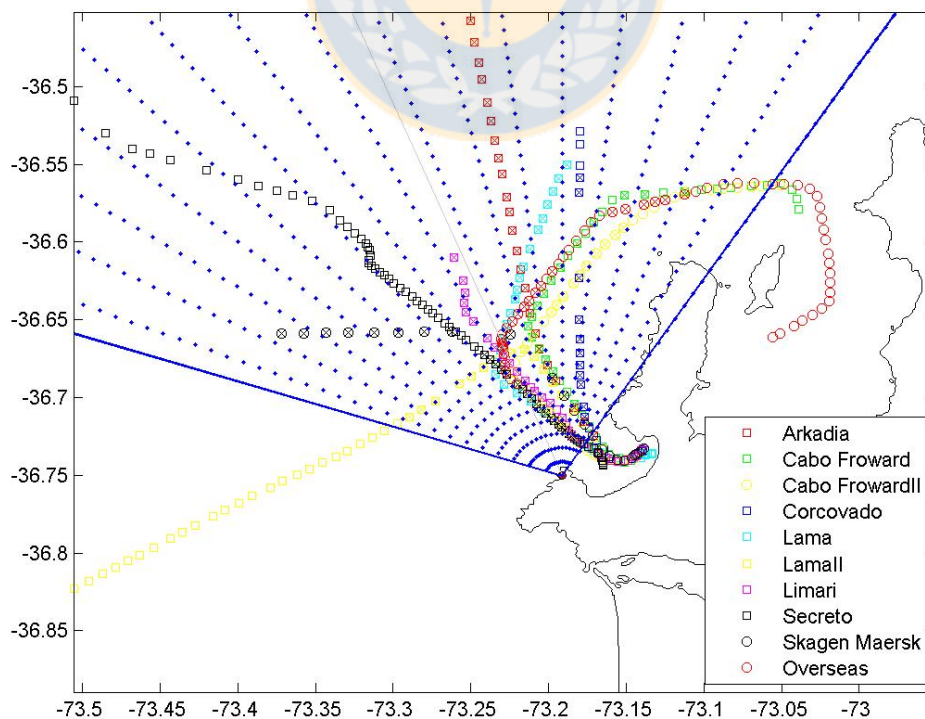 -36.5
-36.55
-36.6
-36.65
-36.7
-36.75
-36.8
-36.85
-73.5
-73.45
-73.4
-73.35
-73.3
-73.25
-73.2
-73.15
-73.1
-73.05
-73
Arkadia
Cabo Froward
Cabo FrowardII
Corcovado
Lama
LamaII
Limari
Secreto
Skagen Maersk
Overseas